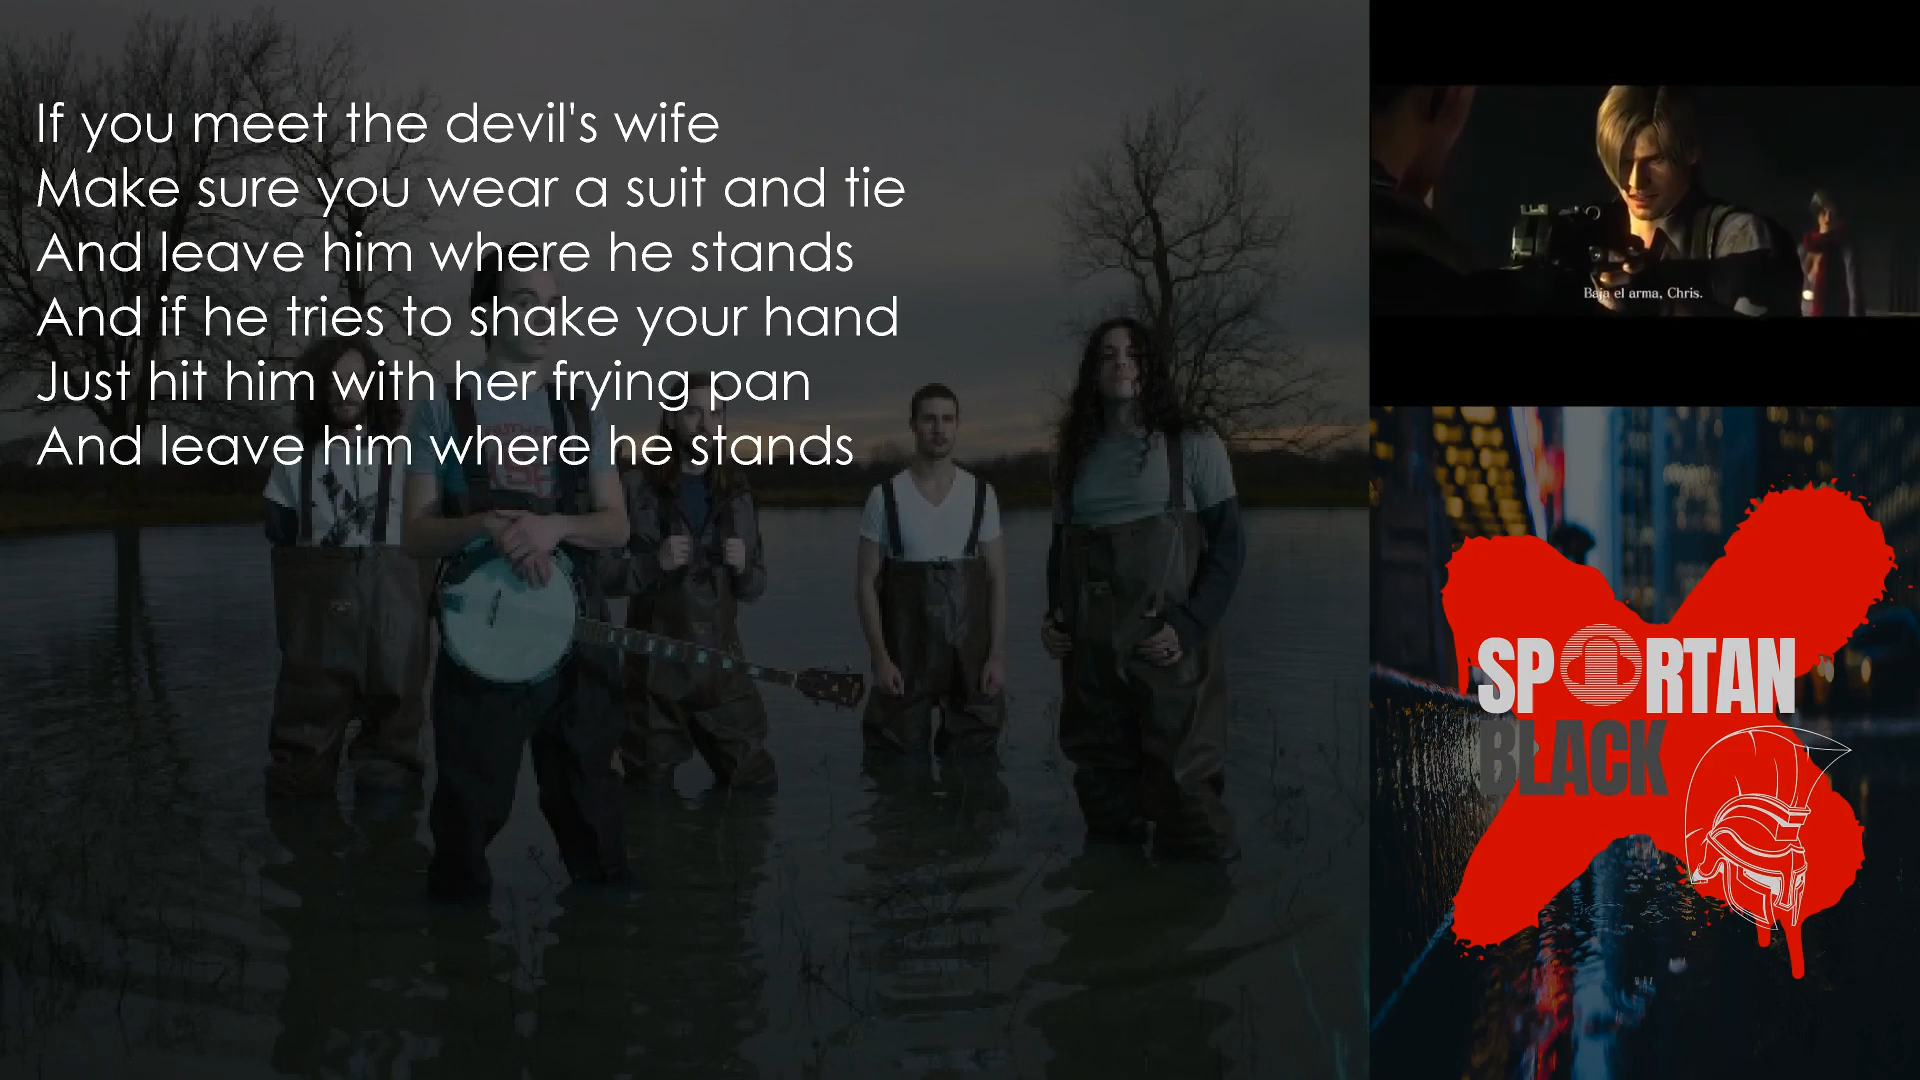 If you meet the devil's wife
Make sure you wear a suit and tie
And leave him where he stands
And if he tries to shake your hand
Just hit him with her frying pan
And leave him where he stands
Baja el arma, Chris.
SPORTAN
BLACK